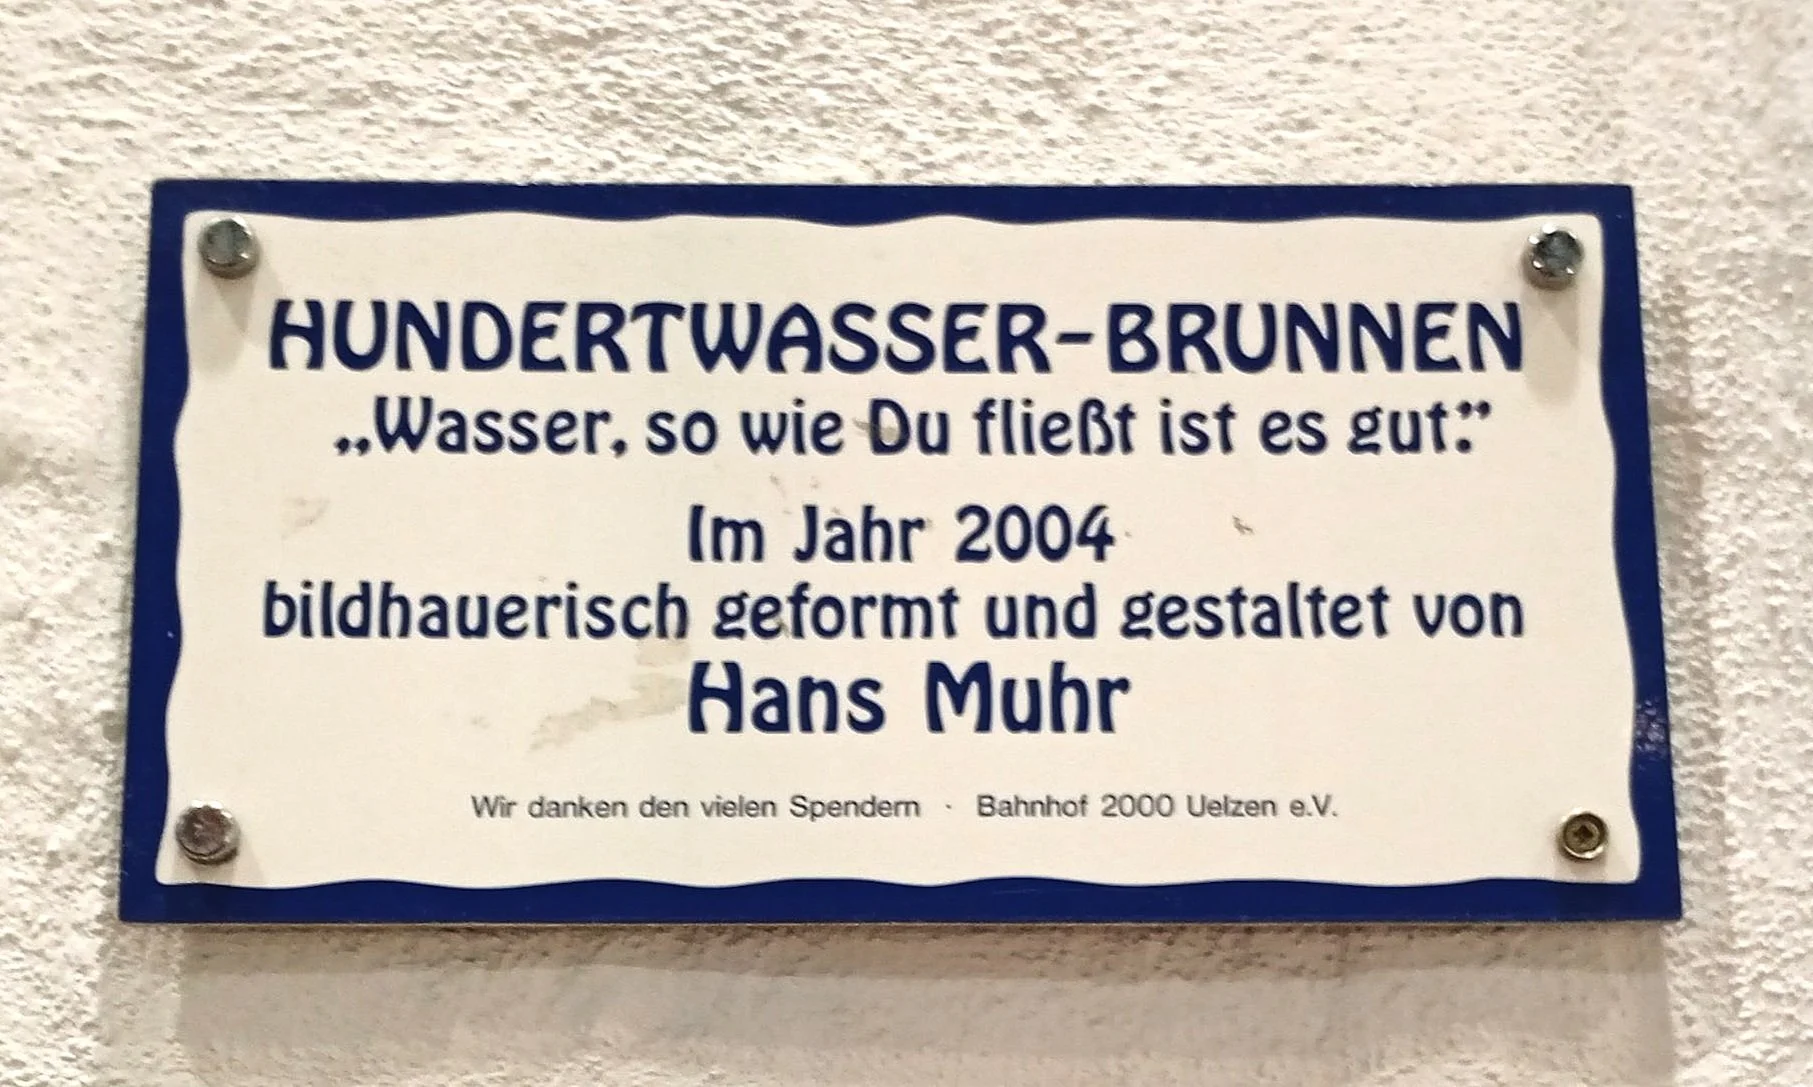 HUNDERTWASSER-BRUNNEN
„Wasser, so wie Du fließt ist es gut.”
Im Jahr 2004
bildhauerisch geformt und gestaltet von
Hans Muhr
Wir danken den vielen Spendern · Bahnhof 2000 Uelzen e.V.